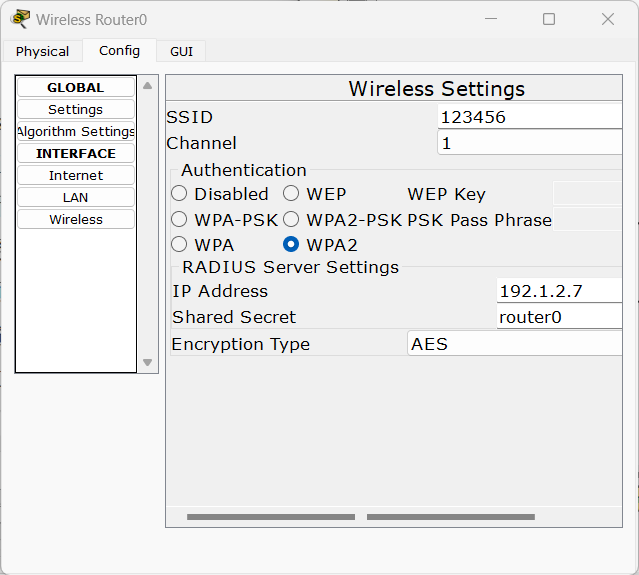 Wireless Router0
Physical Config GUI
GLOBAL
Settings
Algorithm Settings
INTERFACE
Internet
LAN
Wireless
Wireless Settings
SSID 123456
Channel 1
Authentication
Disabled WEP WEP Key
WPA-PSK WPA2-PSK PSK Pass Phrase
WPA WPA2
RADIUS Server Settings
IP Address 192.1.2.7
Shared Secret router0
Encryption Type AES